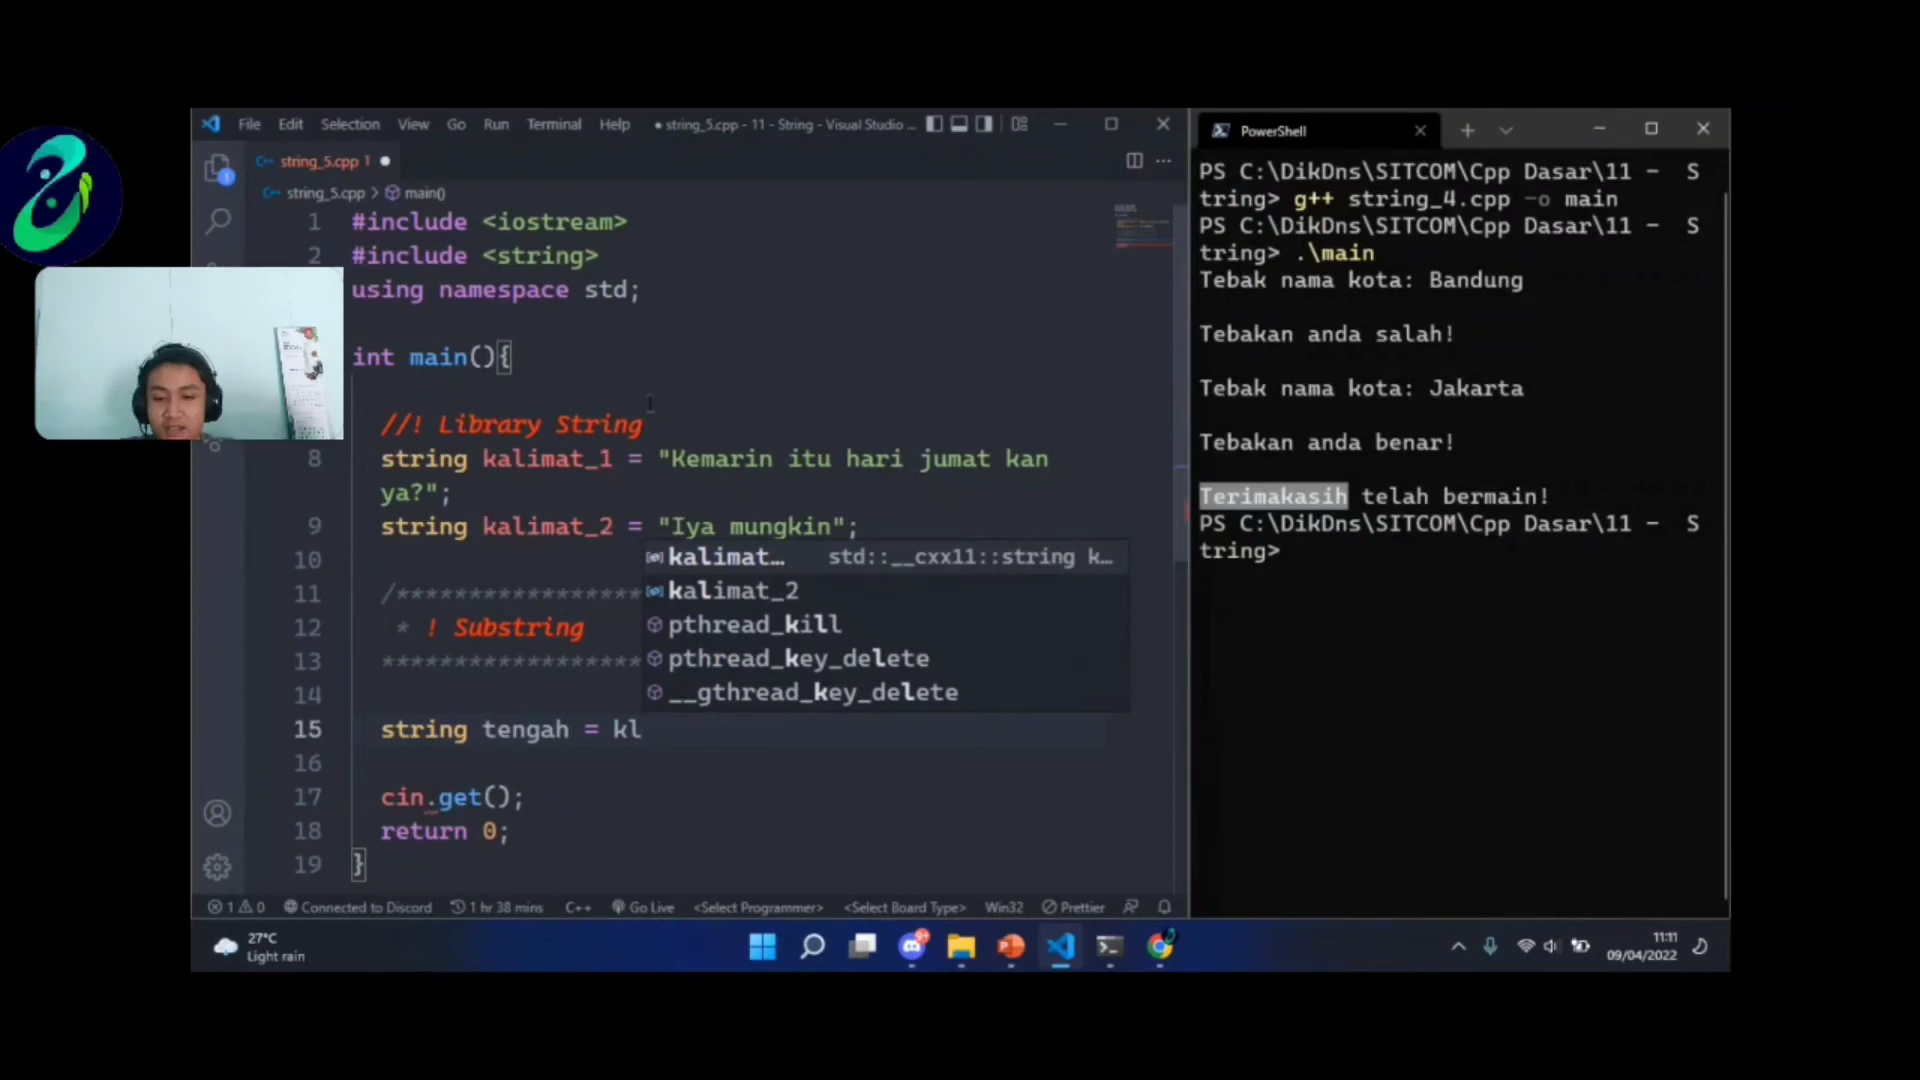 File Edit Selection View Go Run Terminal Help • string_5.cpp - 11 - String - Visual Studio ...
string_5.cpp 1 ●
string_5.cpp > main()
1 #include <iostream>
2 #include <string>
using namespace std;
int main(){
//! Library String
8 string kalimat_1 = "Kemarin itu hari jumat kan
ya?";
9 string kalimat_2 = "Iya mungkin";
10
11 /*****************
12 * ! Substring
13 ******************
14
15 string tengah = kl
16
17 cin.get();
18 return 0;
19 }
kalimat... std::__cxx11::string k...
kalimat_2
pthread_kill
pthread_key_delete
__gthread_key_delete
1 0 Connected to Discord 1 hr 38 mins C++ Go Live <Select Programmer> <Select Board Type> Win32 Prettier
PowerShell
PS C:\DikDns\SITCOM\Cpp Dasar\11 - S
tring> g++ string_4.cpp -o main
PS C:\DikDns\SITCOM\Cpp Dasar\11 - S
tring> .\main
Tebak nama kota: Bandung
Tebakan anda salah!
Tebak nama kota: Jakarta
Tebakan anda benar!
Terimakasih telah bermain!
PS C:\DikDns\SITCOM\Cpp Dasar\11 - S
tring>
27°C
Light rain
11:11
09/04/2022